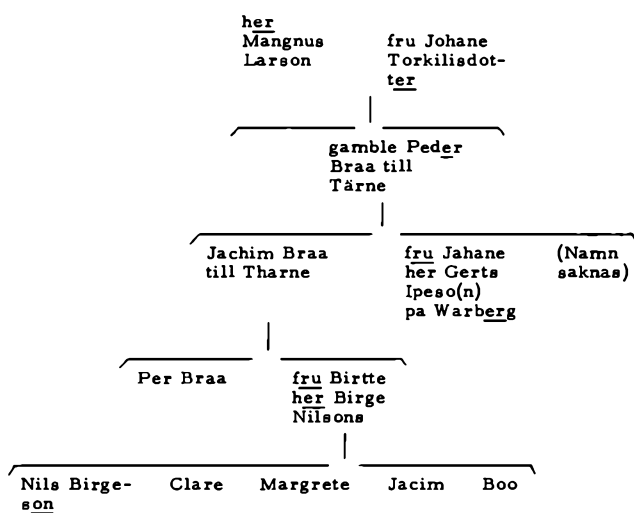 her
Mangnus
Larson
fru Johane
Torkilisdot-
ter
gamble Peder
Braa till
Tärne
Jachim Braa
till Tharne
fru Jahane
her Gerts
Ipeso(n)
pa Warberg
(Namn
saknas)
Per Braa
fru Birtte
her Birge
Nilsons
Nils Birge-
son
Clare
Margrete
Jacim
Boo